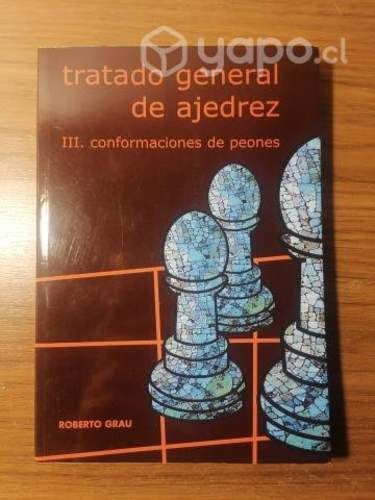 yapo.cl
tratado general
de ajedrez
III. conformaciones de peones
ROBERTO GRAU